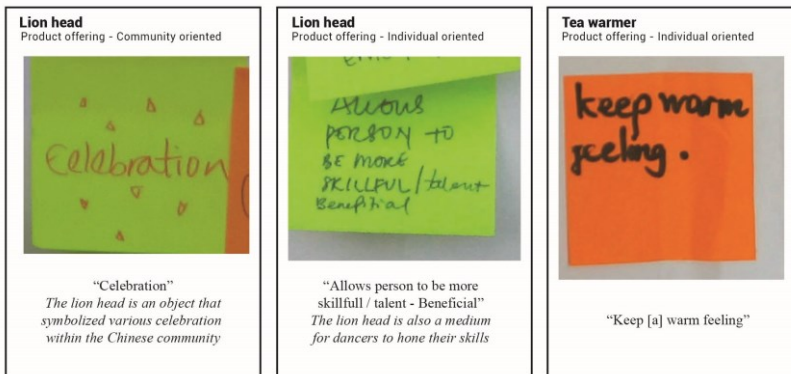 Lion head
Product offering - Community oriented
Celebration
“Celebration”
The lion head is an object that
symbolized various celebration
within the Chinese community
Lion head
Product offering - Individual oriented
Allows
PERSON TO
BE MORE
SKILLFUL/talent
Benefitial
“Allows person to be more
skillfull / talent - Beneficial”
The lion head is also a medium
for dancers to hone their skills
Tea warmer
Product offering - Individual oriented
keep warm
feeling.
“Keep [a] warm feeling”